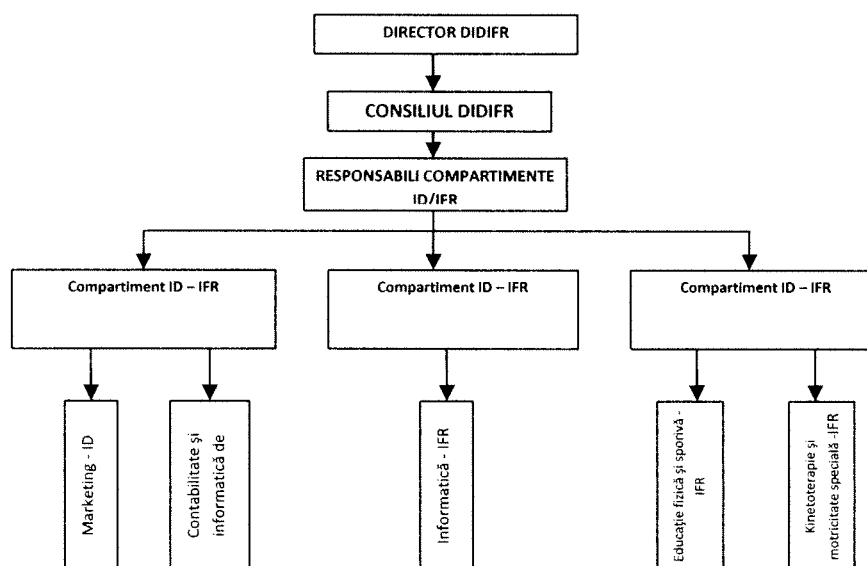 DIRECTOR DIDIFR
CONSILIUL DIDIFR
RESPONSABILI COMPARTIMENTE
ID/IFR
Compartiment ID – IFR
Compartiment ID – IFR
Compartiment ID – IFR
Marketing - ID
Contabilitate și
informatică de
Informatică - IFR
Educație fizică și sporivă -
IFR
Kinetoterapie și
motricitate specială -IFR